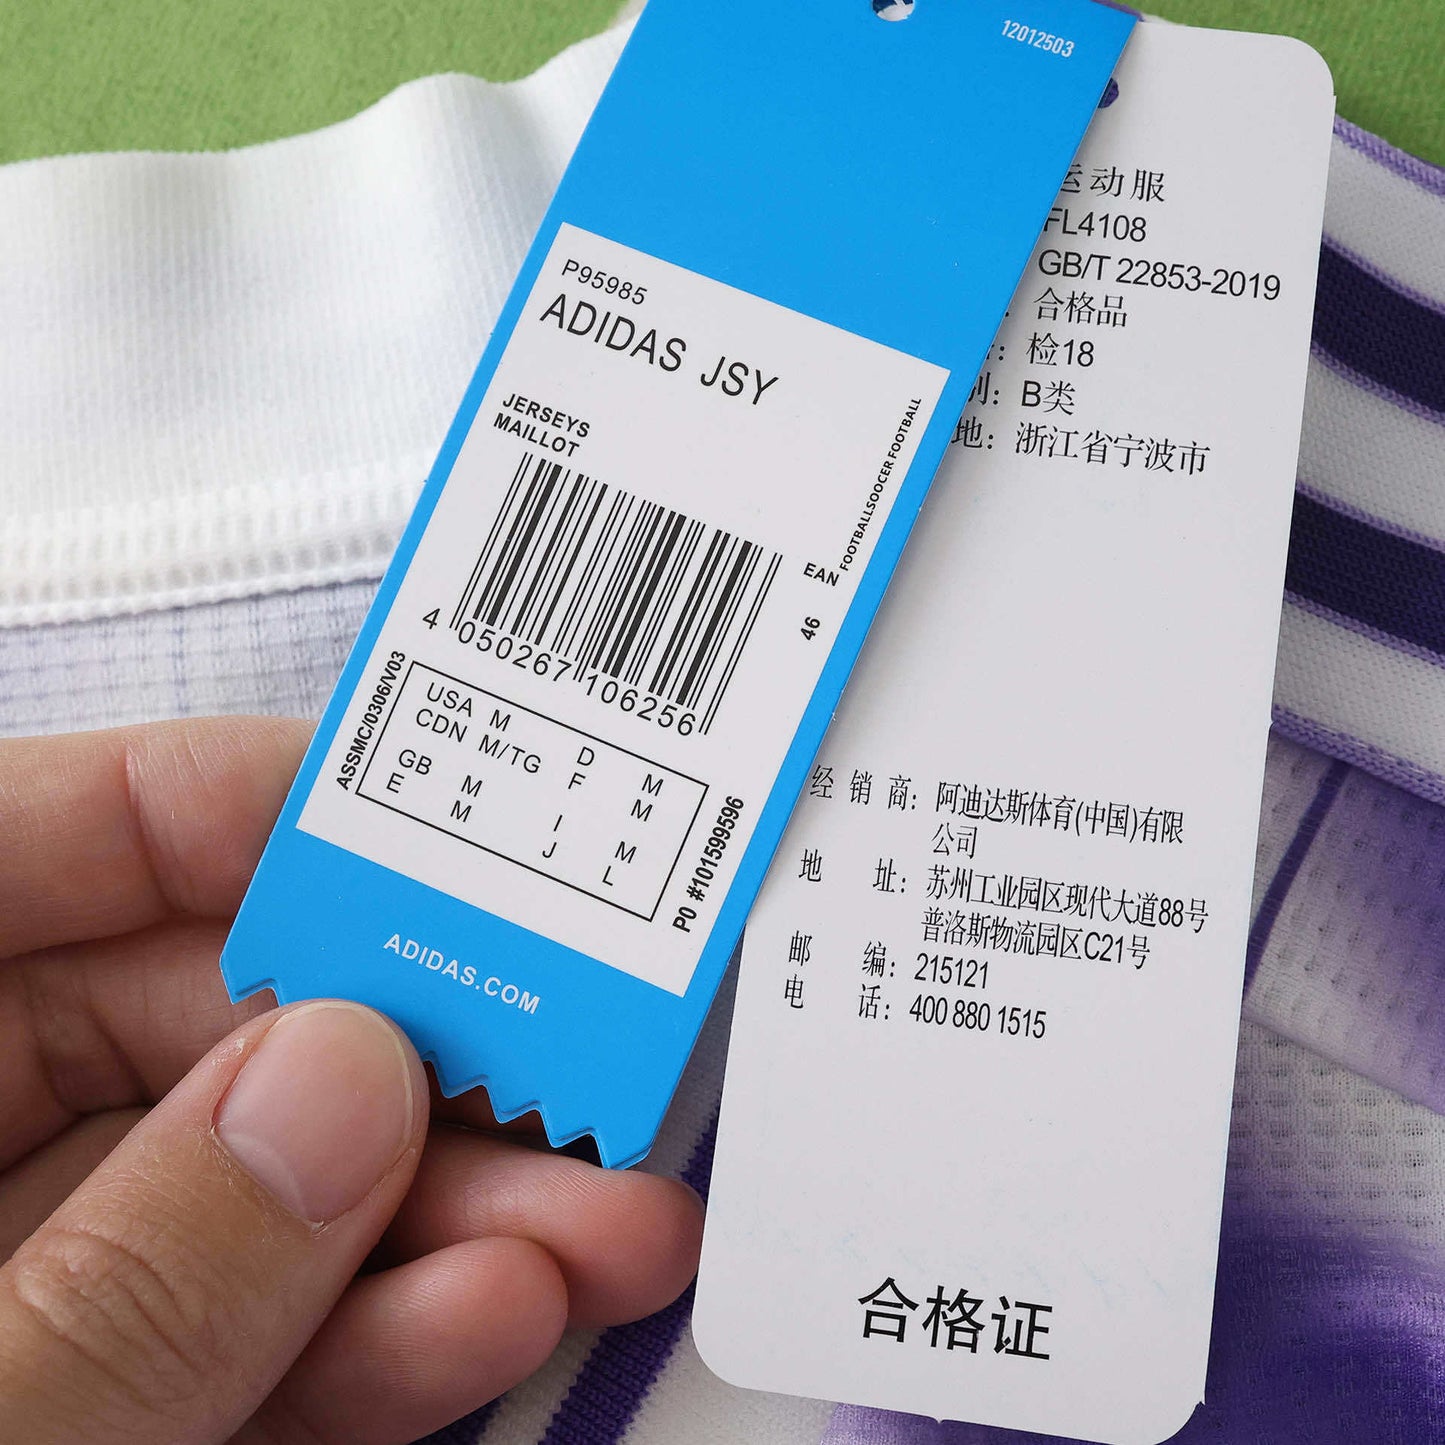 12012503
P95985
ADIDAS JSY
JERSEYS
MAILLOT
FOOTBALLSOCCER FOOTBALL
EAN
46
4 050267 106256
ASSMC/0306/V03
USA M D M
CDN M/TG F M
GB M I M
E M J L
PO #101599596
ADIDAS.COM
运动服
FL4108
GB/T 22853-2019
: 合格品
: 检18
别: B类
地: 浙江省宁波市
经销商: 阿迪达斯体育(中国)有限
公司
地址: 苏州工业园区现代大道88号
普洛斯物流园区C21号
邮编: 215121
电话: 400 880 1515
合格证